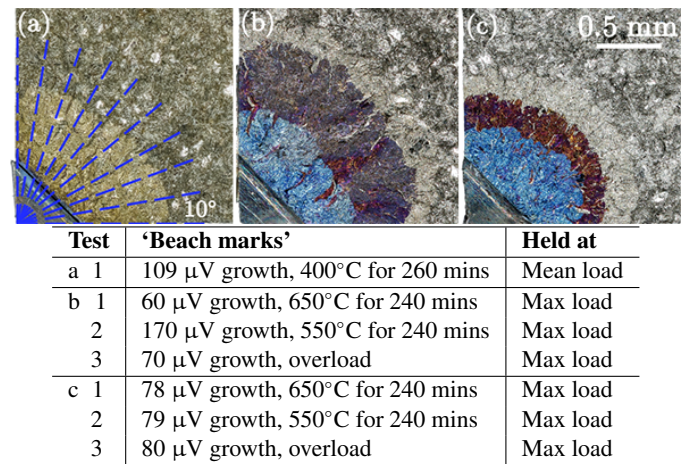 (a) (b) (c) 0.5 mm
10°
Test ‘Beach marks’ Held at
a 1 109 μV growth, 400°C for 260 mins Mean load
b 1 60 μV growth, 650°C for 240 mins Max load
2 170 μV growth, 550°C for 240 mins Max load
3 70 μV growth, overload Max load
c 1 78 μV growth, 650°C for 240 mins Max load
2 79 μV growth, 550°C for 240 mins Max load
3 80 μV growth, overload Max load